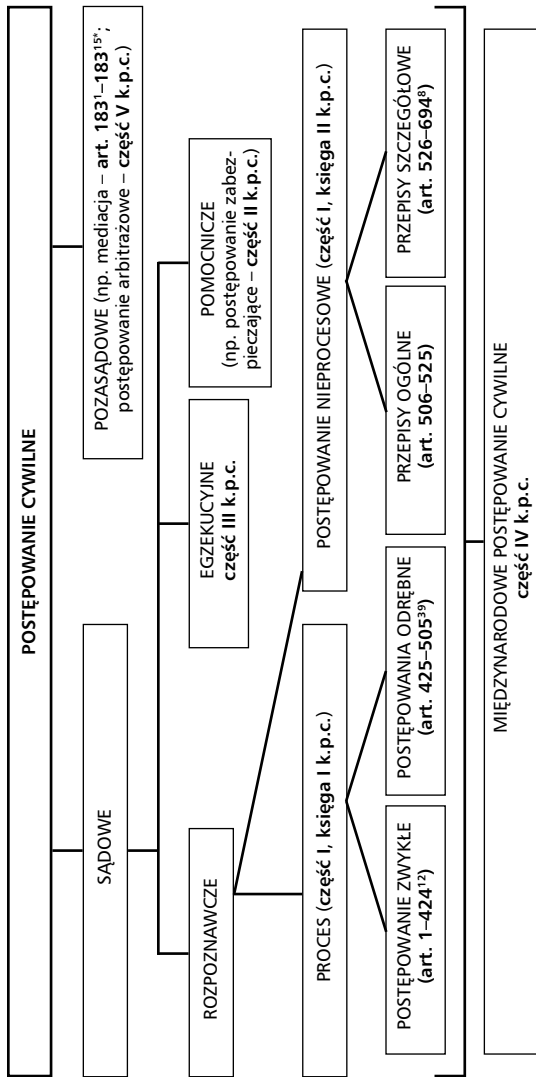 POSTĘPOWANIE CYWILNE
SĄDOWE
POZASĄDOWE (np. mediacja – art. 183¹–183¹⁵*;
postępowanie arbitrażowe – część V k.p.c.)
ROZPOZNAWCZE
EGZEKUCYJNE
część III k.p.c.
POMOCNICZE
(np. postępowanie zabez-
pieczające – część II k.p.c.)
PROCES (część I, księga I k.p.c.)
POSTĘPOWANIE NIEPROCESOWE (część I, księga II k.p.c.)
POSTĘPOWANIE ZWYKŁE
(art. 1–424¹²)
POSTĘPOWANIA ODRĘBNE
(art. 425–505³⁹)
PRZEPISY OGÓLNE
(art. 506–525)
PRZEPISY SZCZEGÓŁOWE
(art. 526–694⁸)
MIĘDZYNARODOWE POSTĘPOWANIE CYWILNE
część IV k.p.c.